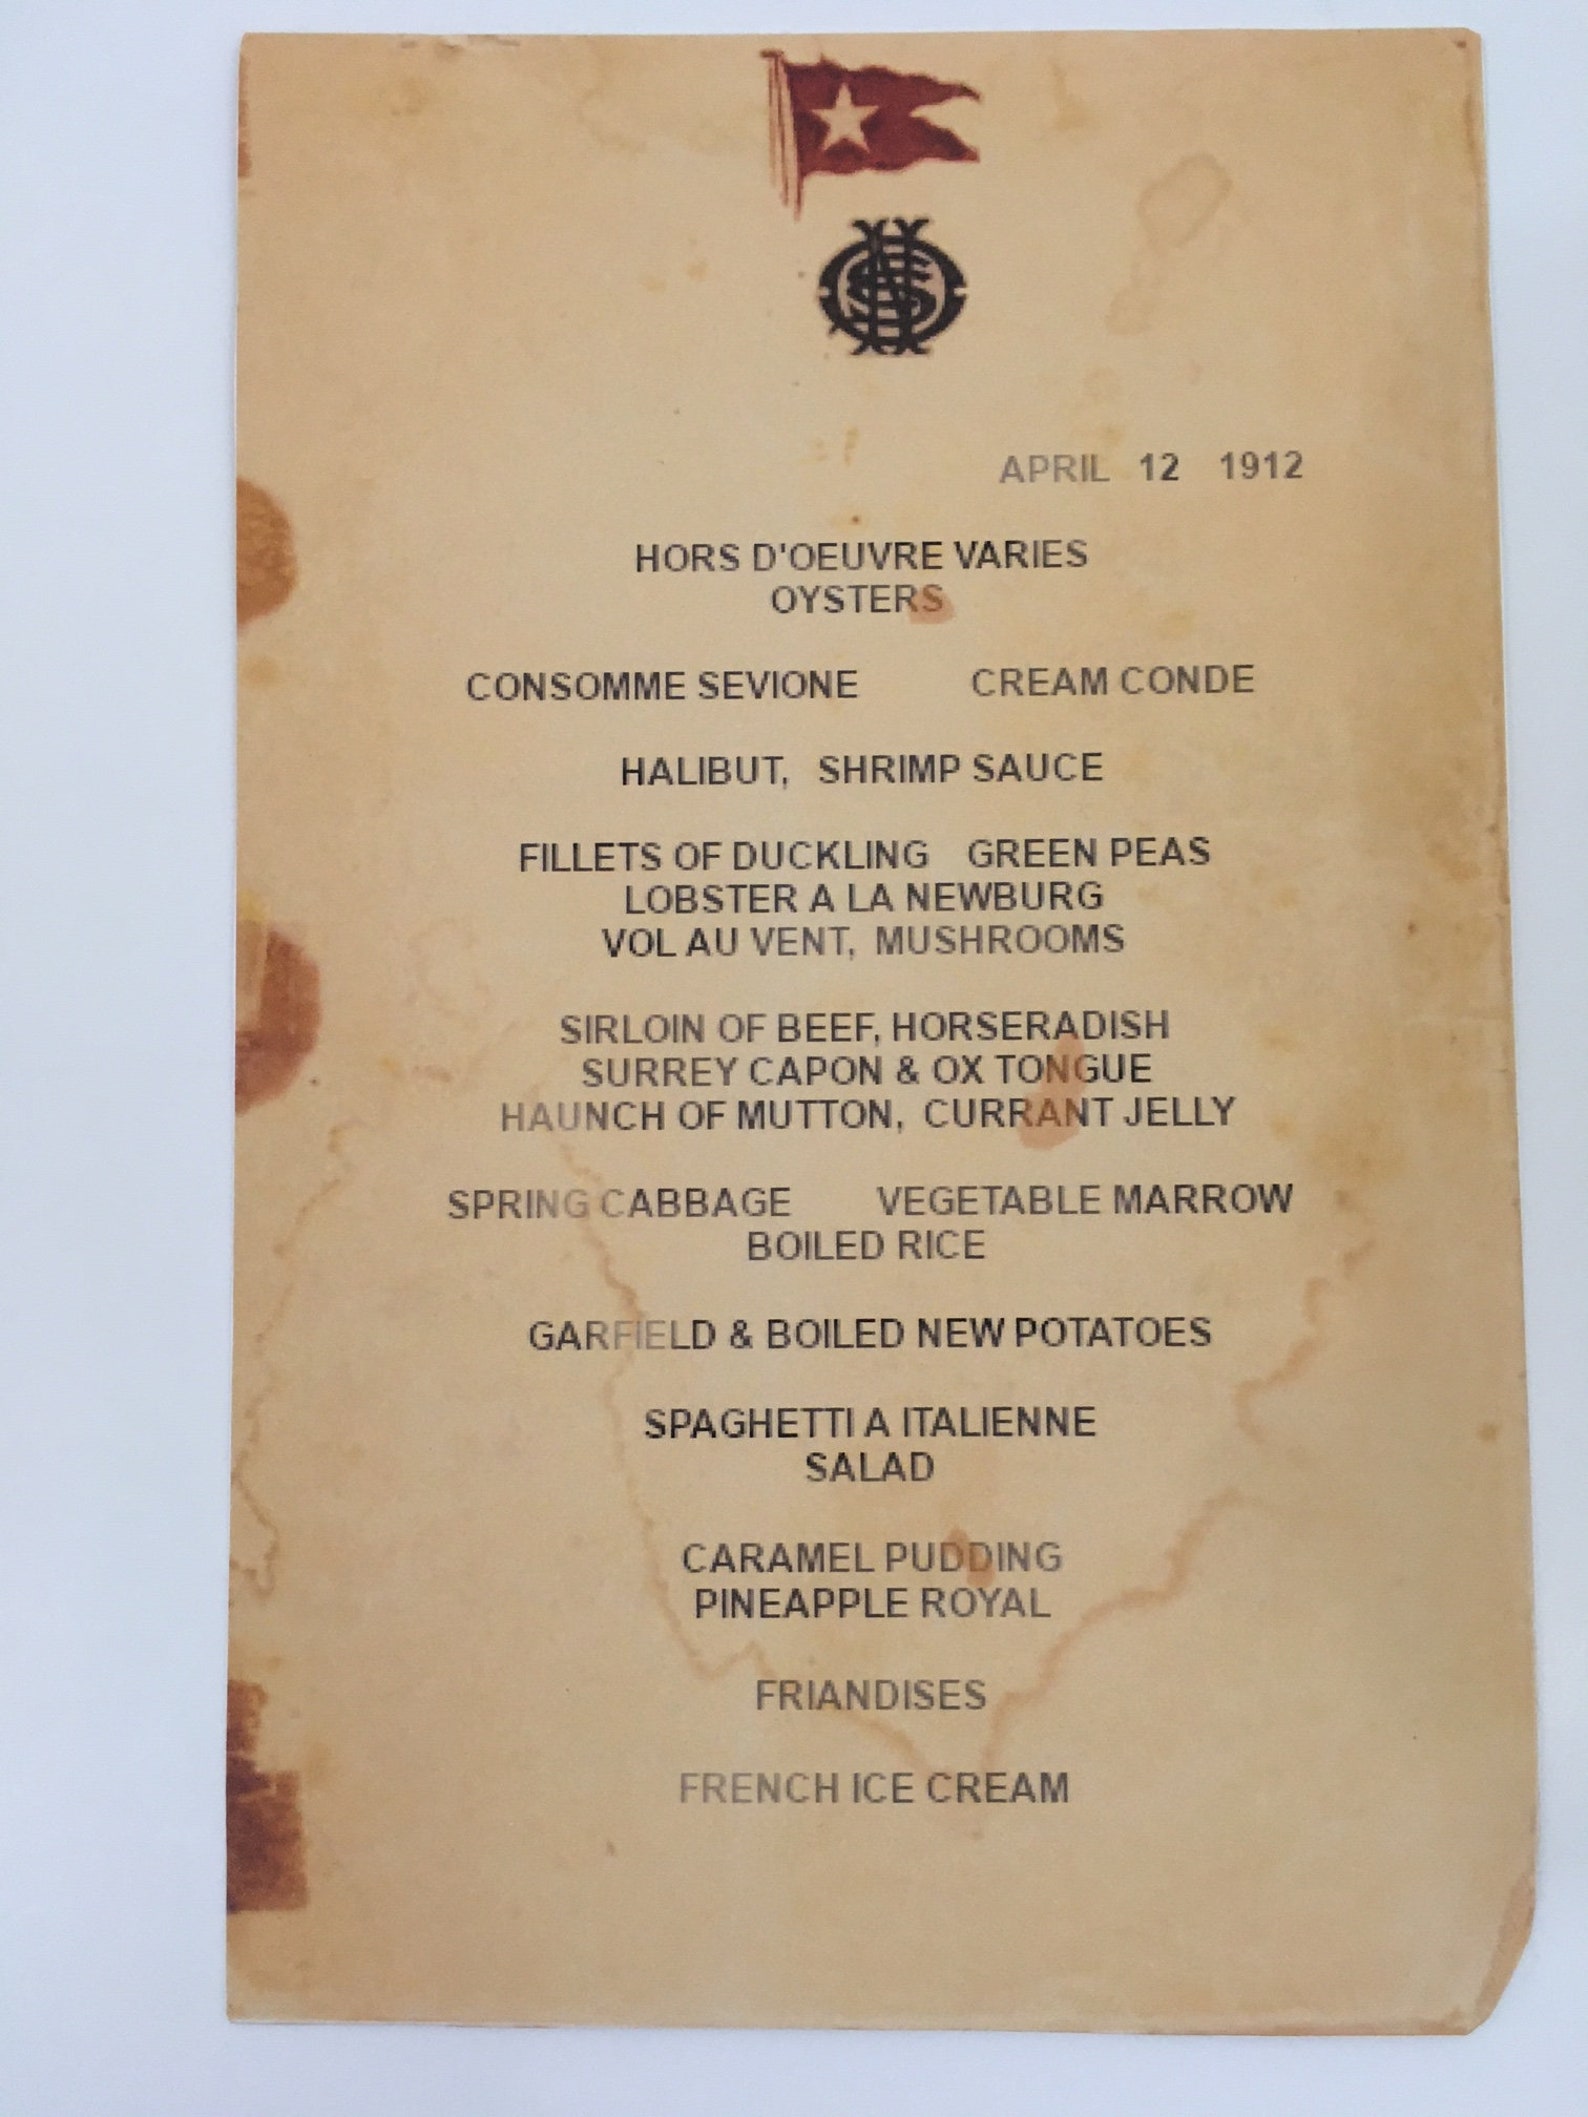 APRIL 12 1912
HORS D'OEUVRE VARIES
OYSTERS
CONSOMME SEVIONE CREAM CONDE
HALIBUT, SHRIMP SAUCE
FILLETS OF DUCKLING GREEN PEAS
LOBSTER A LA NEWBURG
VOL AU VENT, MUSHROOMS
SIRLOIN OF BEEF, HORSERADISH
SURREY CAPON & OX TONGUE
HAUNCH OF MUTTON, CURRANT JELLY
SPRING CABBAGE VEGETABLE MARROW
BOILED RICE
GARFIELD & BOILED NEW POTATOES
SPAGHETTI A ITALIENNE
SALAD
CARAMEL PUDDING
PINEAPPLE ROYAL
FRIANDISES
FRENCH ICE CREAM